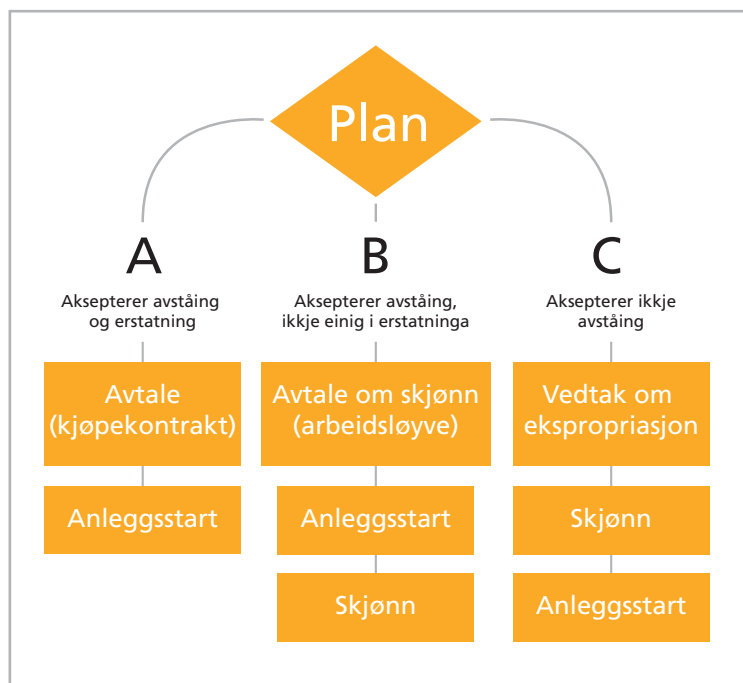 Plan
A
Aksepterer avståing
og erstatning
Avtale
(kjøpekontrakt)
Anleggsstart
B
Aksepterer avståing,
ikkje einig i erstatninga
Avtale om skjønn
(arbeidsløyve)
Anleggsstart
Skjønn
C
Aksepterer ikkje
avståing
Vedtak om
ekspropriasjon
Skjønn
Anleggsstart